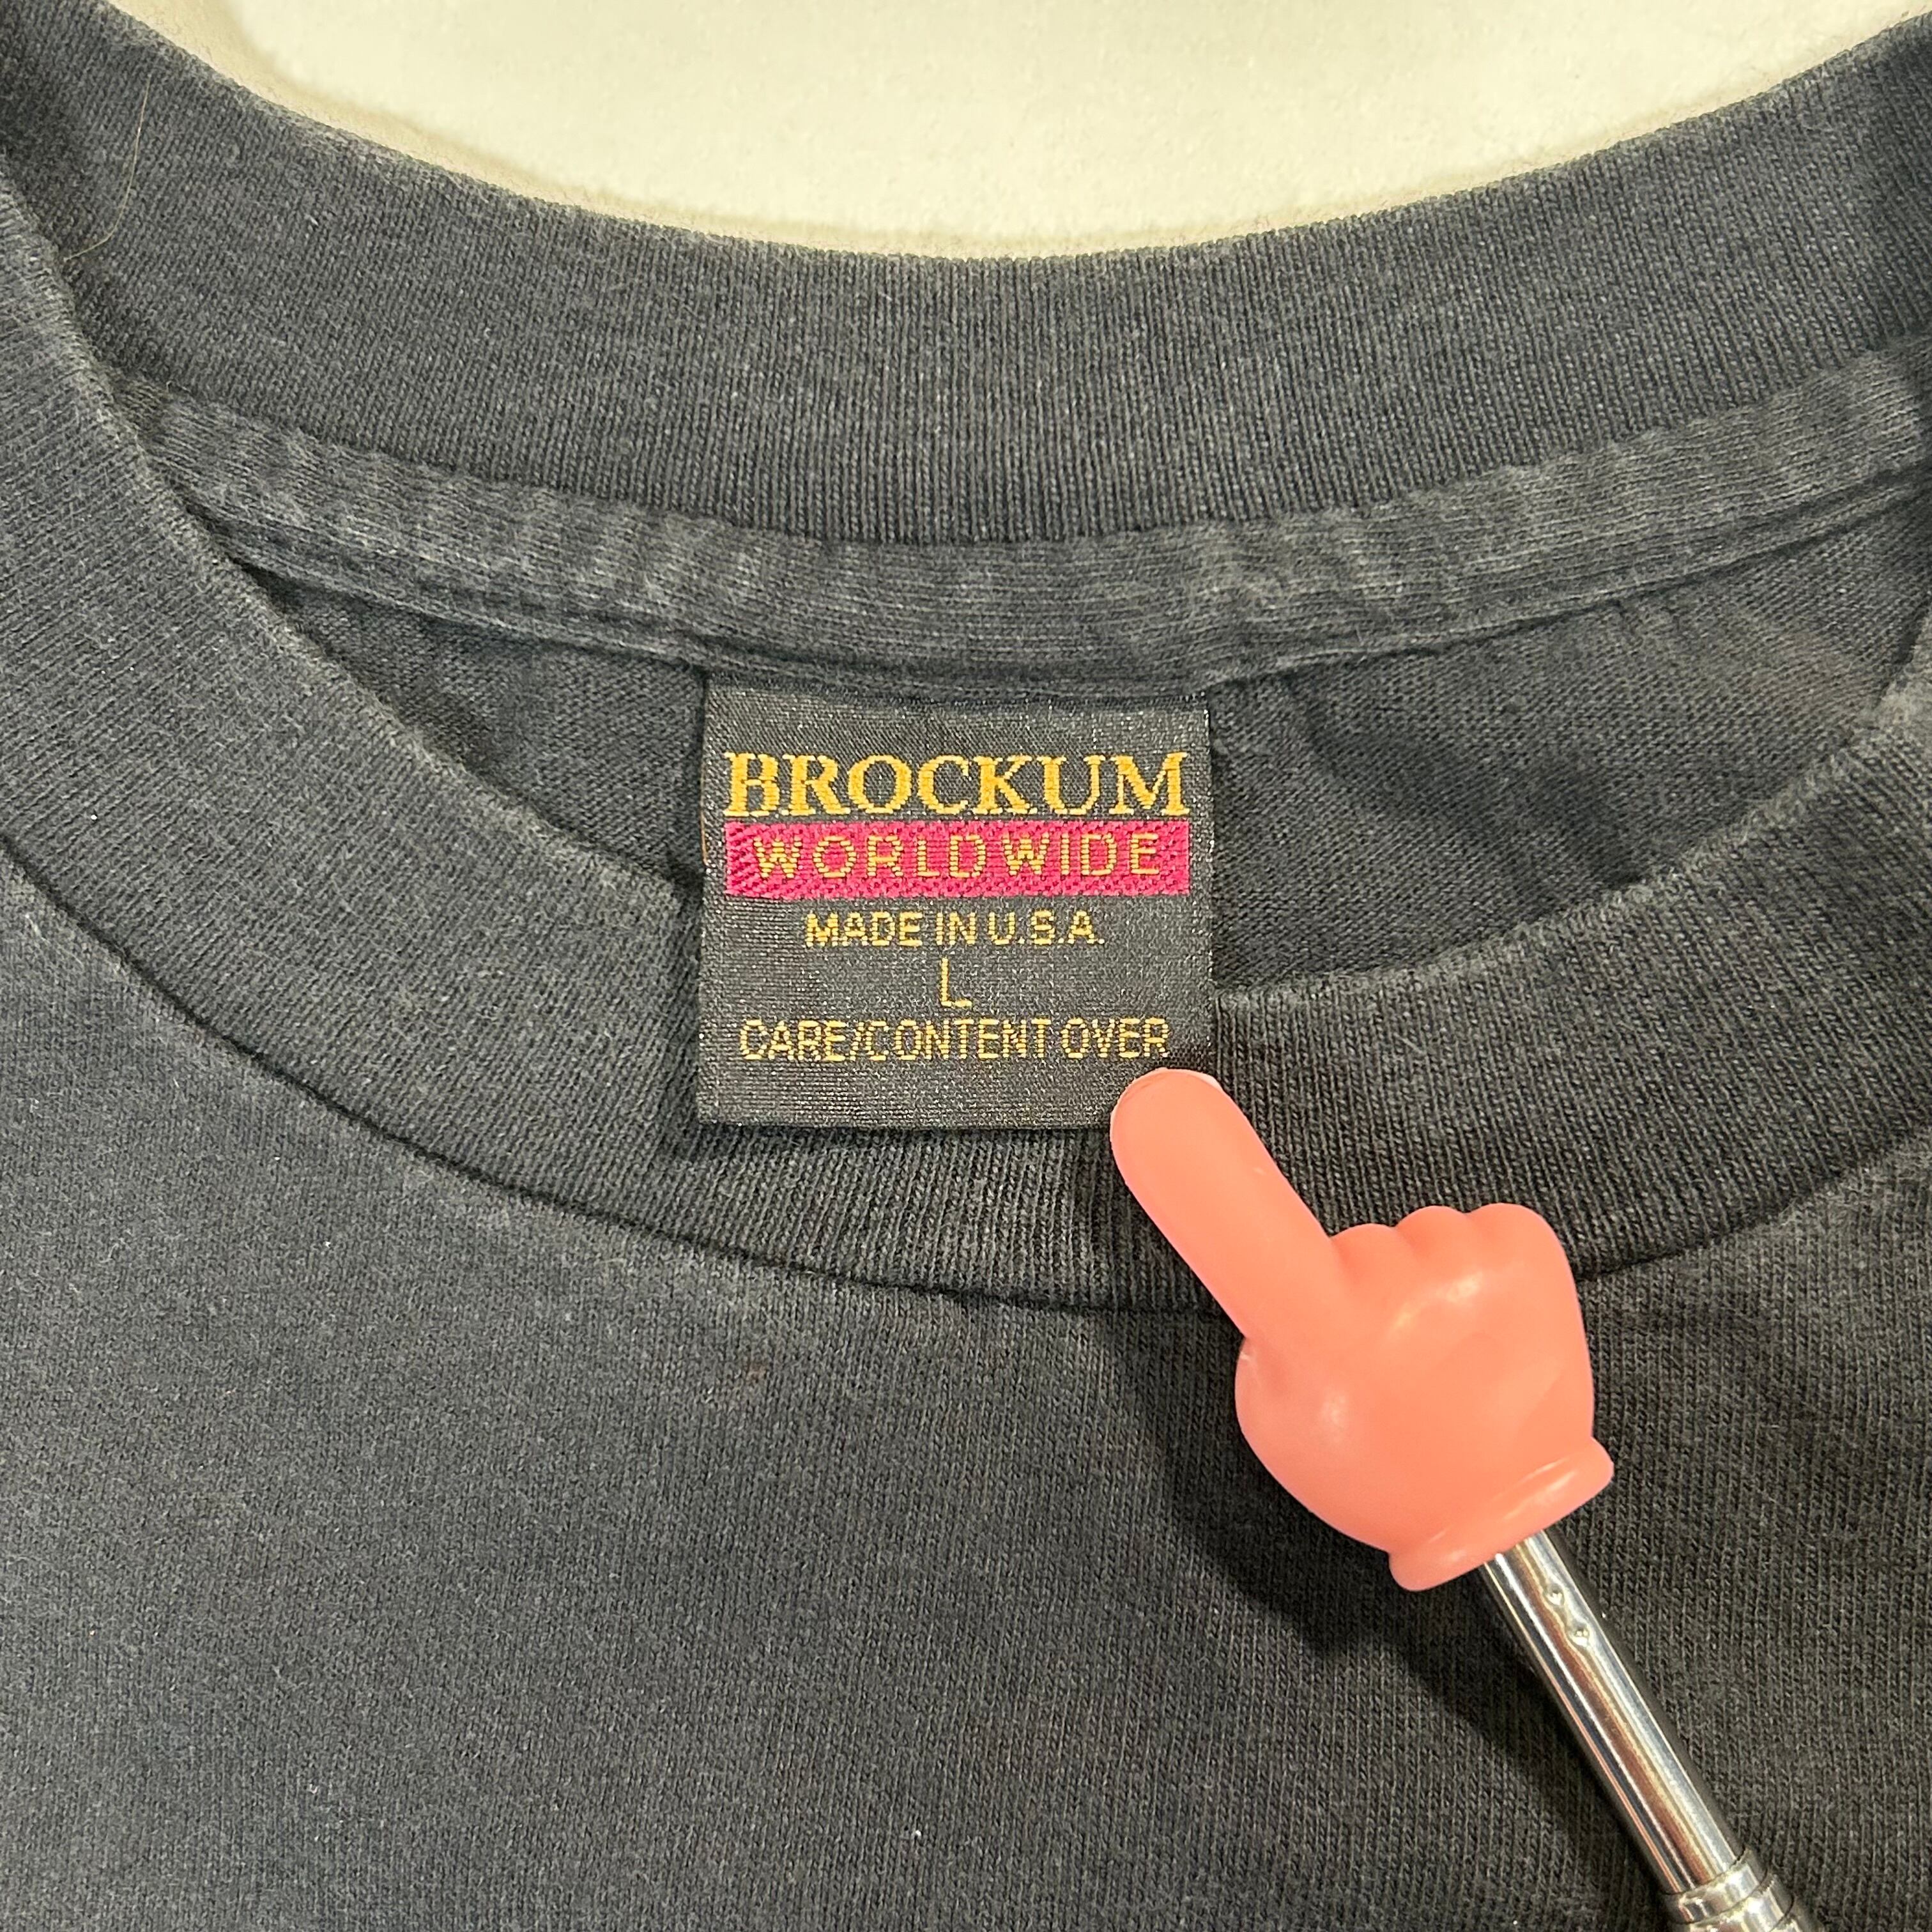 BROCKUM
WORLDWIDE
MADE IN U.S.A.
L
CARE/CONTENT OVER